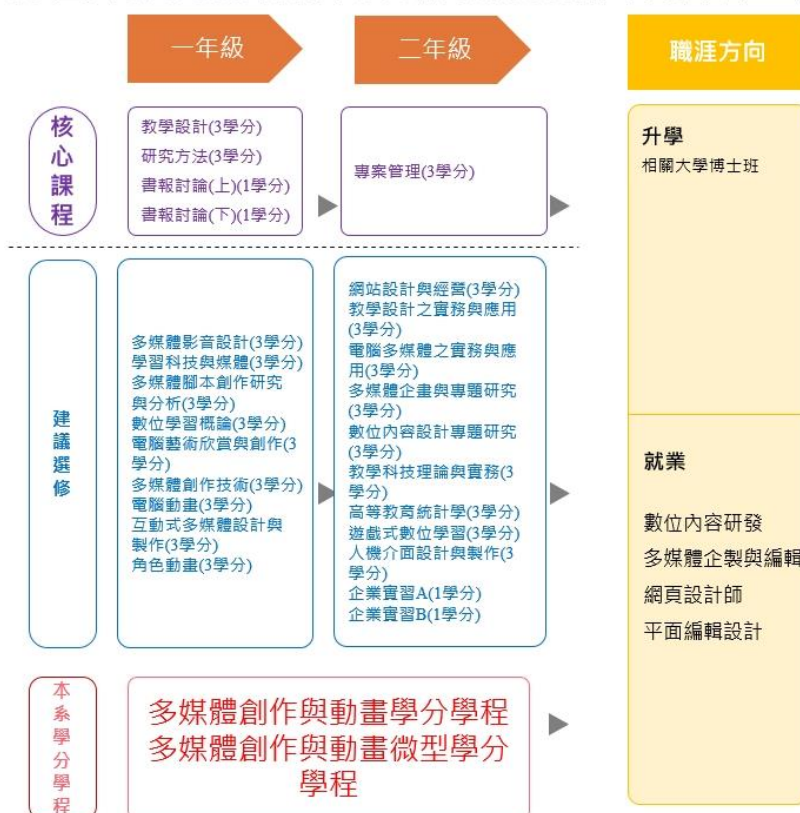 一年級
二年級
職涯方向
核心課程
教學設計(3學分)
研究方法(3學分)
書報討論(上)(1學分)
書報討論(下)(1學分)
專案管理(3學分)
升學
相關大學博士班
建議選修
多媒體影音設計(3學分)
學習科技與媒體(3學分)
多媒體腳本創作研究
與分析(3學分)
數位學習概論(3學分)
電腦藝術欣賞與創作(3
學分)
多媒體創作技術(3學分)
電腦動畫(3學分)
互動式多媒體設計與
製作(3學分)
角色動畫(3學分)
網站設計與經營(3學分)
教學設計之實務與應用
(3學分)
電腦多媒體之實務與應
用(3學分)
多媒體企畫與專題研究
(3學分)
數位內容設計專題研究
(3學分)
教學科技理論與實務(3
學分)
高等教育統計學(3學分)
遊戲式數位學習(3學分)
人機介面設計與製作(3
學分)
企業實習A(1學分)
企業實習B(1學分)
就業
數位內容研發
多媒體企製與編輯
網頁設計師
平面編輯設計
本系學分學程
多媒體創作與動畫學分學程
多媒體創作與動畫微型學分
學程